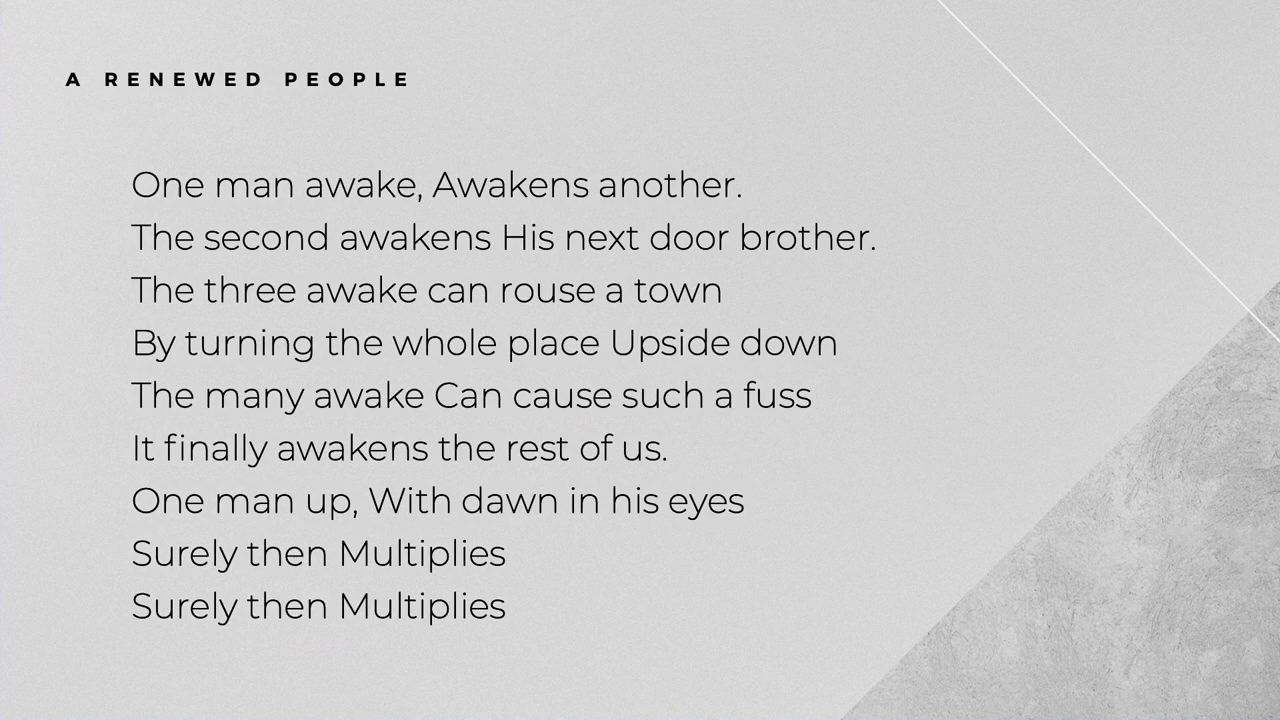 A RENEWED PEOPLE
One man awake, Awakens another.
The second awakens His next door brother.
The three awake can rouse a town
By turning the whole place Upside down
The many awake Can cause such a fuss
It finally awakens the rest of us.
One man up, With dawn in his eyes
Surely then Multiplies
Surely then Multiplies